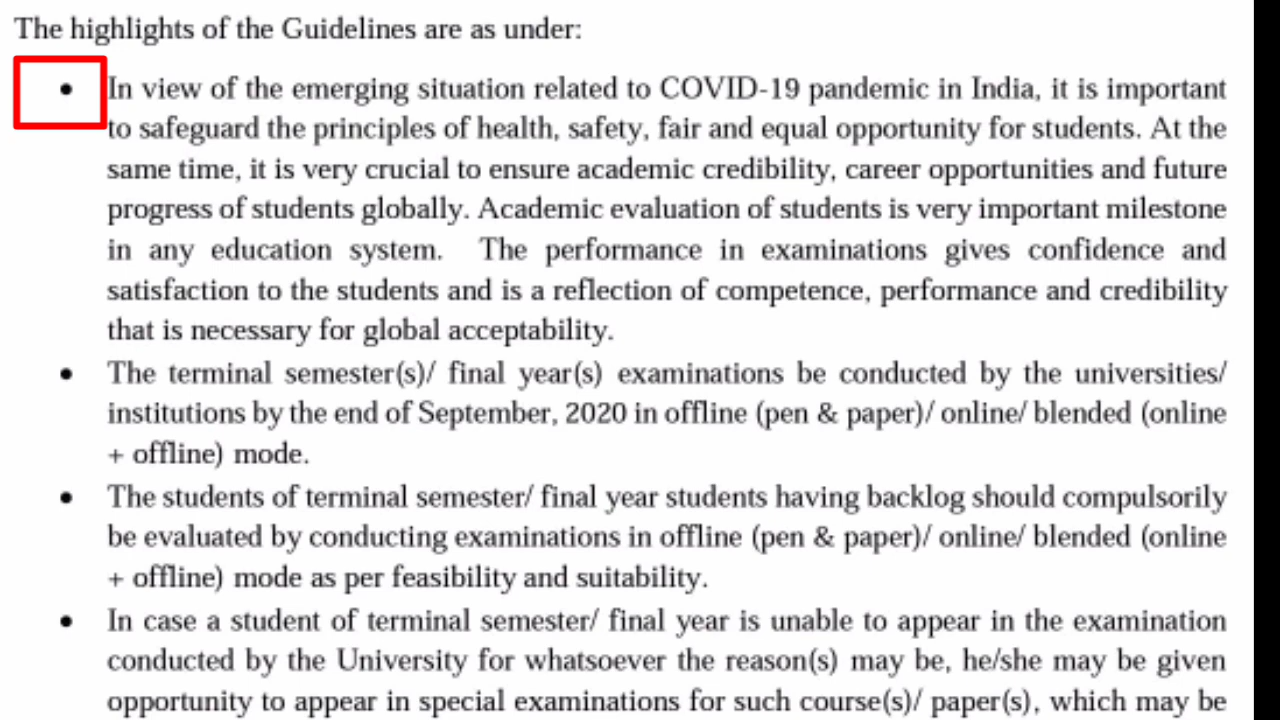 The highlights of the Guidelines are as under:
• In view of the emerging situation related to COVID-19 pandemic in India, it is important
to safeguard the principles of health, safety, fair and equal opportunity for students. At the
same time, it is very crucial to ensure academic credibility, career opportunities and future
progress of students globally. Academic evaluation of students is very important milestone
in any education system. The performance in examinations gives confidence and
satisfaction to the students and is a reflection of competence, performance and credibility
that is necessary for global acceptability.
• The terminal semester(s)/ final year(s) examinations be conducted by the universities/
institutions by the end of September, 2020 in offline (pen & paper)/ online/ blended (online
+ offline) mode.
• The students of terminal semester/ final year students having backlog should compulsorily
be evaluated by conducting examinations in offline (pen & paper)/ online/ blended (online
+ offline) mode as per feasibility and suitability.
• In case a student of terminal semester/ final year is unable to appear in the examination
conducted by the University for whatsoever the reason(s) may be, he/she may be given
opportunity to appear in special examinations for such course(s)/ paper(s), which may be